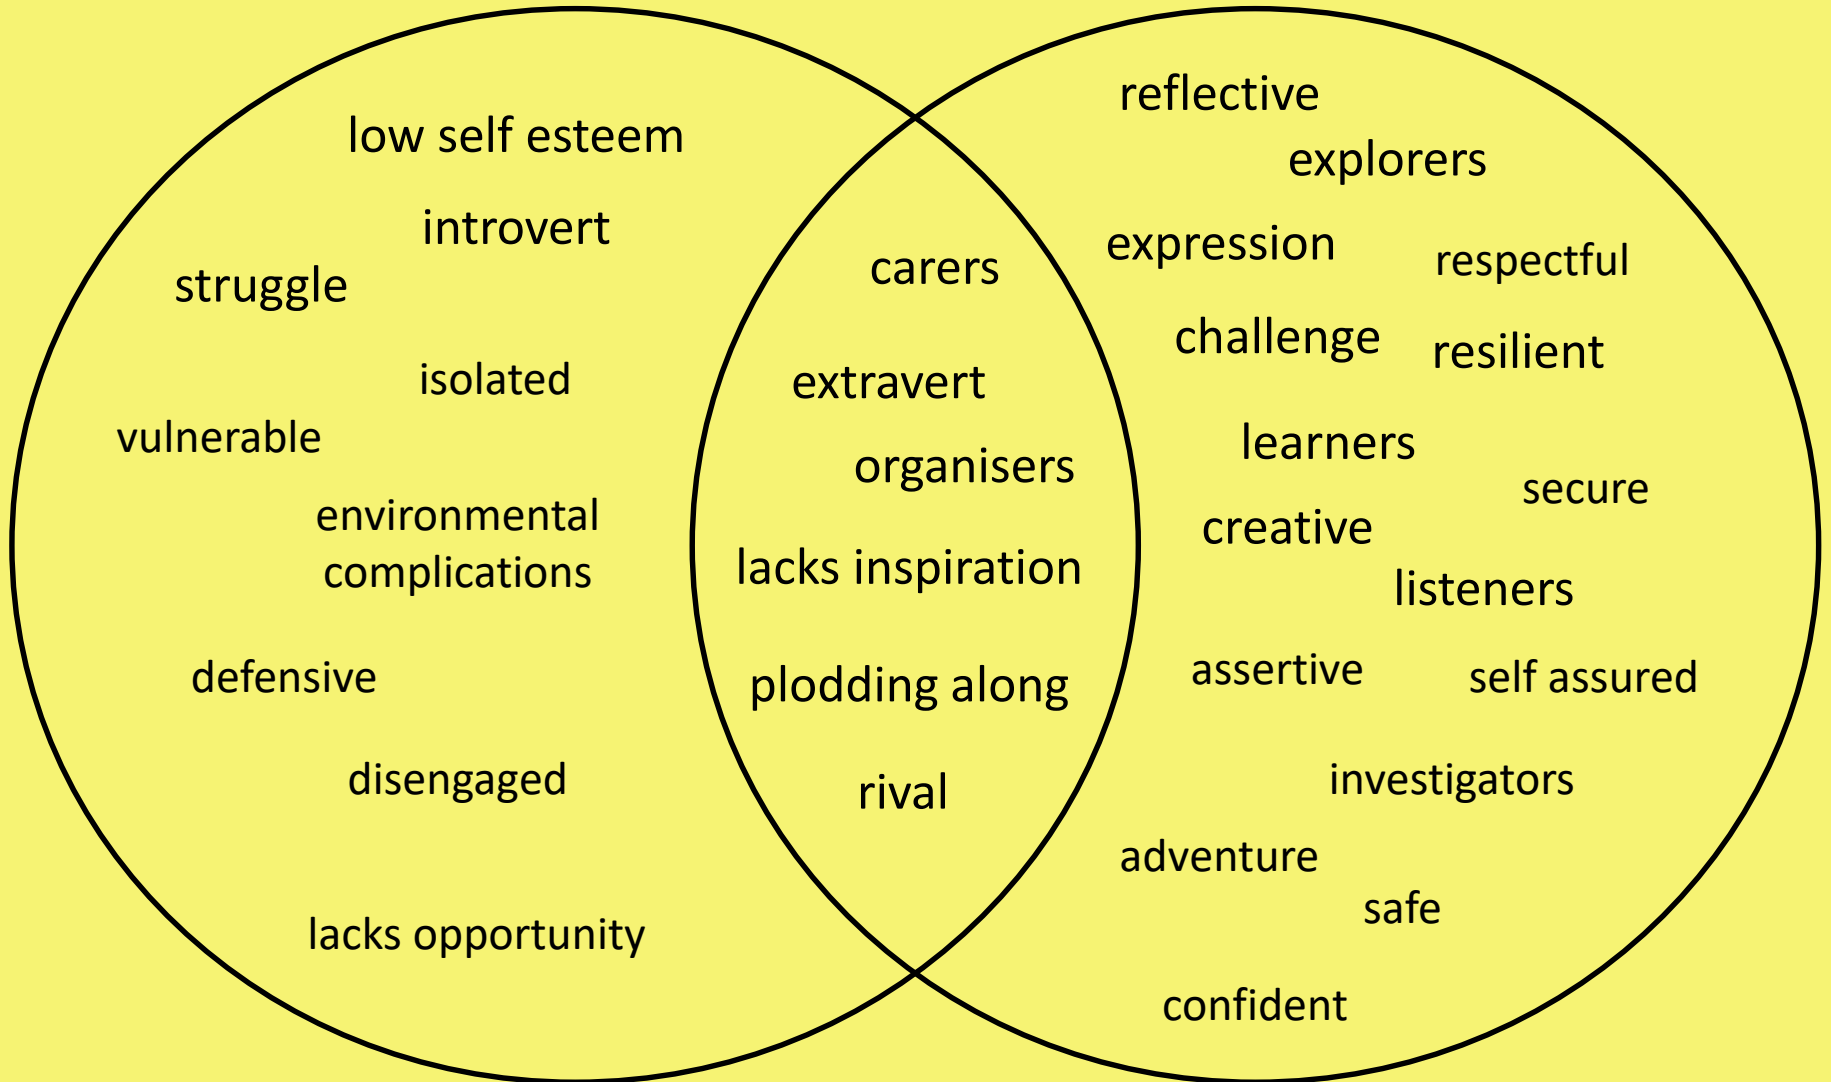 low self esteem
introvert
struggle
isolated
vulnerable
environmental
complications
defensive
disengaged
lacks opportunity
carers
extravert
organisers
lacks inspiration
plodding along
rival
reflective
explorers
expression
respectful
challenge
resilient
learners
secure
creative
listeners
assertive
self assured
investigators
adventure
safe
confident